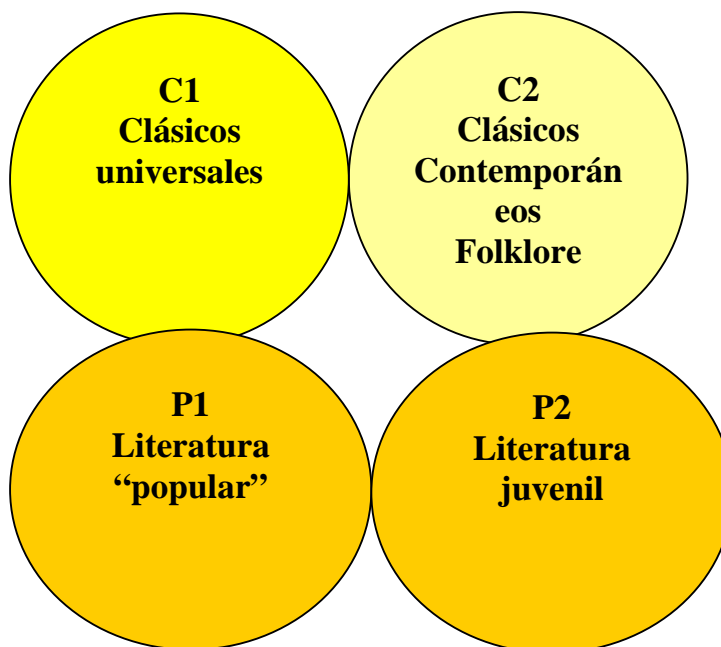 C1
Clásicos
universales
C2
Clásicos
Contemporán
eos
Folklore
P1
Literatura
“popular”
P2
Literatura
juvenil